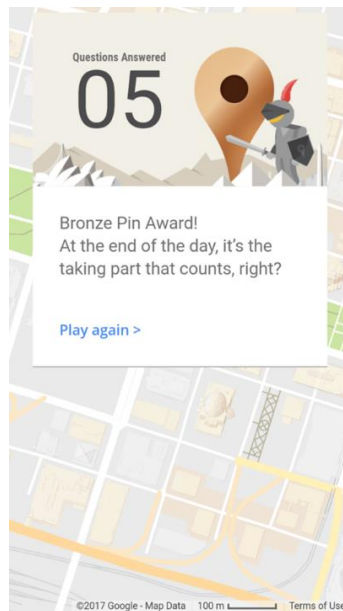 Questions Answered
05
Bronze Pin Award!
At the end of the day, it's the
taking part that counts, right?
Play again >
©2017 Google - Map Data 100 m Terms of Use